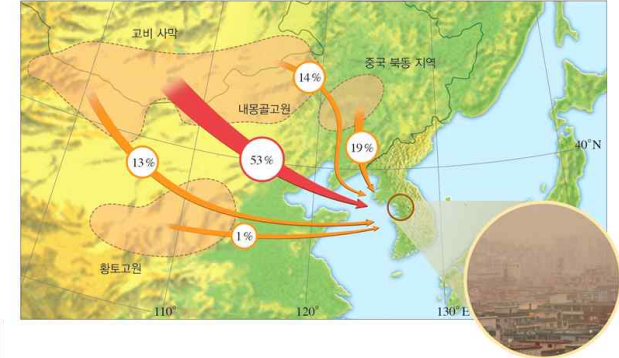 고비 사막
중국 북동 지역
14%
내몽골고원
19%
40°N
53%
13%
1%
황토고원
110°
120°
130°E